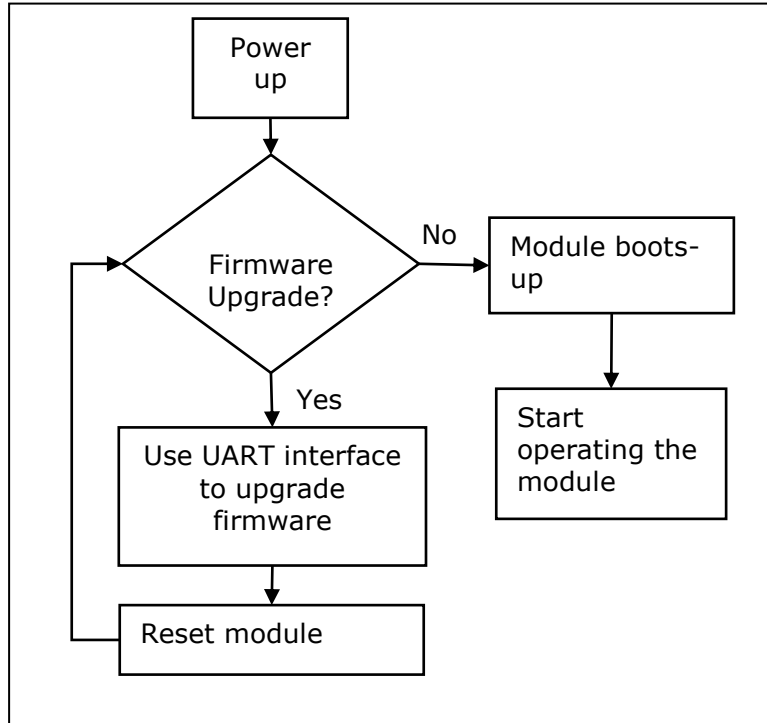 Power
up
Firmware
Upgrade?
No
Module boots-
up
Yes
Start
operating the
module
Use UART interface
to upgrade
firmware
Reset module